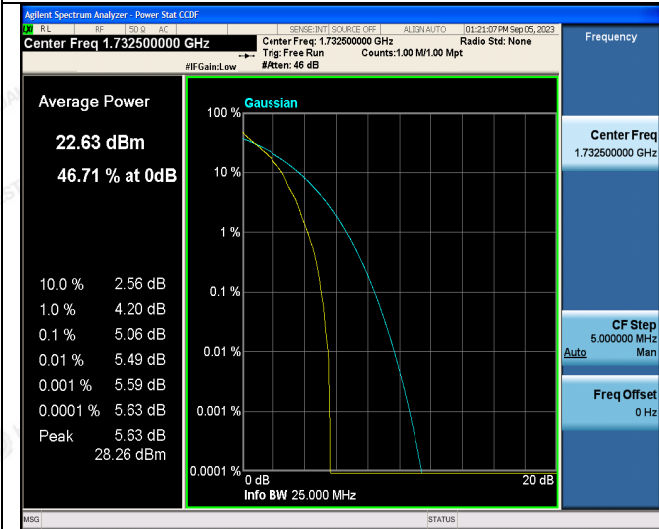 Agilent Spectrum Analyzer - Power Stat CCDF
RL RF 50 Ω AC SENSE:INT SOURCE OFF ALIGN AUTO 01:21:07 PM Sep 05, 2023
Center Freq 1.732500000 GHz
Center Freq: 1.732500000 GHz Radio Std: None
Trig: Free Run Counts:1.00 M/1.00 Mpt
#IFGain:Low #Atten: 46 dB
Frequency
Average Power
22.63 dBm
46.71 % at 0dB
10.0 % 2.56 dB
1.0 % 4.20 dB
0.1 % 5.06 dB
0.01 % 5.49 dB
0.001 % 5.59 dB
0.0001 % 5.63 dB
Peak 5.63 dB
28.26 dBm
Gaussian
100 %
10 %
1 %
0.1 %
0.01 %
0.001 %
0.0001 %
0 dB 20 dB
Info BW 25.000 MHz
Center Freq
1.732500000 GHz
CF Step
5.000000 MHz
Auto Man
Freq Offset
0 Hz
MSG STATUS